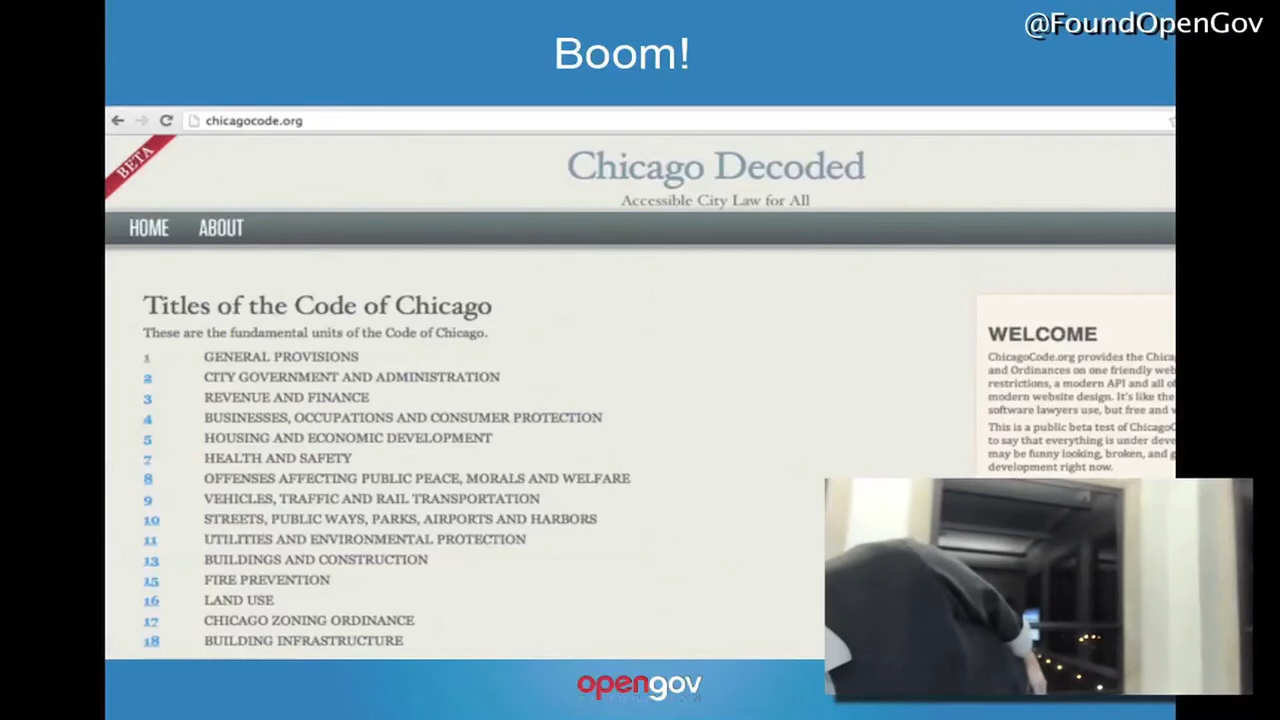 @FoundOpenGov
Boom!
chicagocode.org
BETA
Chicago Decoded
Accessible City Law for All
HOME ABOUT
Titles of the Code of Chicago
These are the fundamental units of the Code of Chicago.
1 GENERAL PROVISIONS
2 CITY GOVERNMENT AND ADMINISTRATION
3 REVENUE AND FINANCE
4 BUSINESSES, OCCUPATIONS AND CONSUMER PROTECTION
5 HOUSING AND ECONOMIC DEVELOPMENT
7 HEALTH AND SAFETY
8 OFFENSES AFFECTING PUBLIC PEACE, MORALS AND WELFARE
9 VEHICLES, TRAFFIC AND RAIL TRANSPORTATION
10 STREETS, PUBLIC WAYS, PARKS, AIRPORTS AND HARBORS
11 UTILITIES AND ENVIRONMENTAL PROTECTION
13 BUILDINGS AND CONSTRUCTION
15 FIRE PREVENTION
16 LAND USE
17 CHICAGO ZONING ORDINANCE
18 BUILDING INFRASTRUCTURE
WELCOME
ChicagoCode.org provides the Chica
and Ordinances on one friendly web
restrictions, a modern API and all of
modern website design. It's like the
software lawyers use, but free and
This is a public beta test of ChicagoC
to say that everything is under deve
may be funny looking, broken, and g
development right now.
opengov